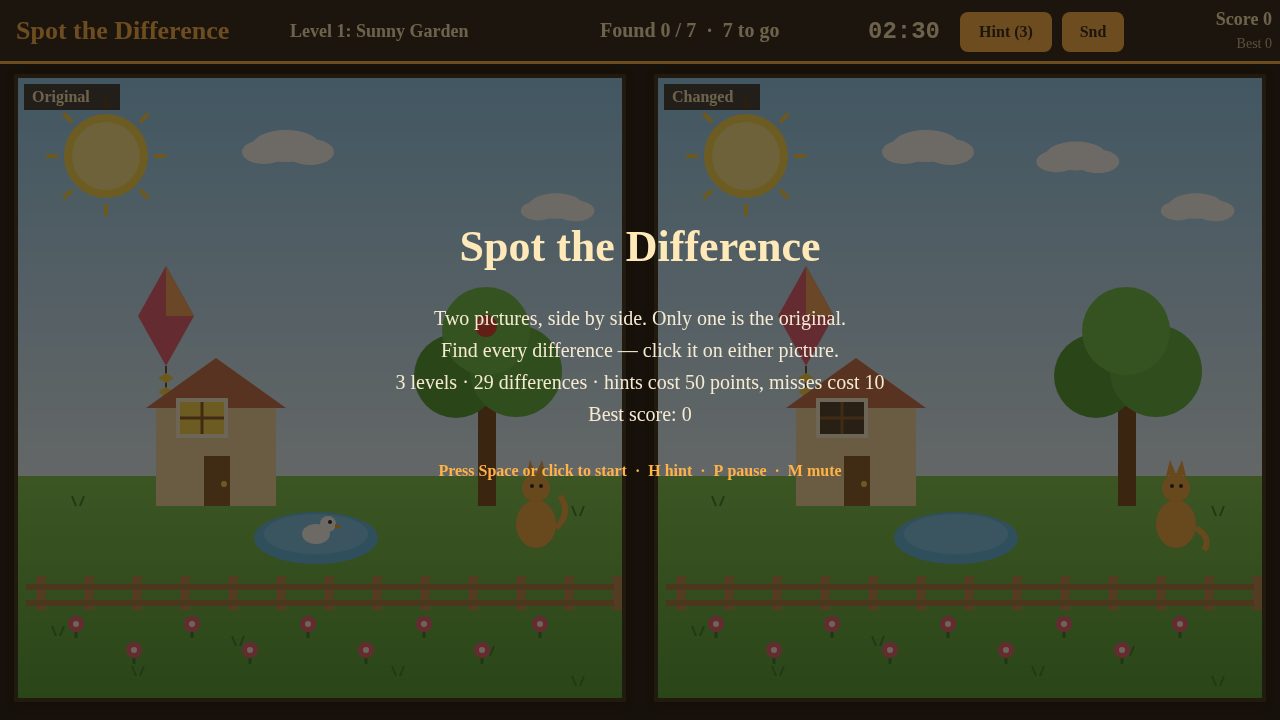 Spot the Difference
Level 1: Sunny Garden
Found 0 / 7 · 7 to go
02:30
Hint (3)
Snd
Score 0
Best 0
Original
Changed
Spot the Difference
Two pictures, side by side. Only one is the original.
Find every difference — click it on either picture.
3 levels · 29 differences · hints cost 50 points, misses cost 10
Best score: 0
Press Space or click to start · H hint · P pause · M mute